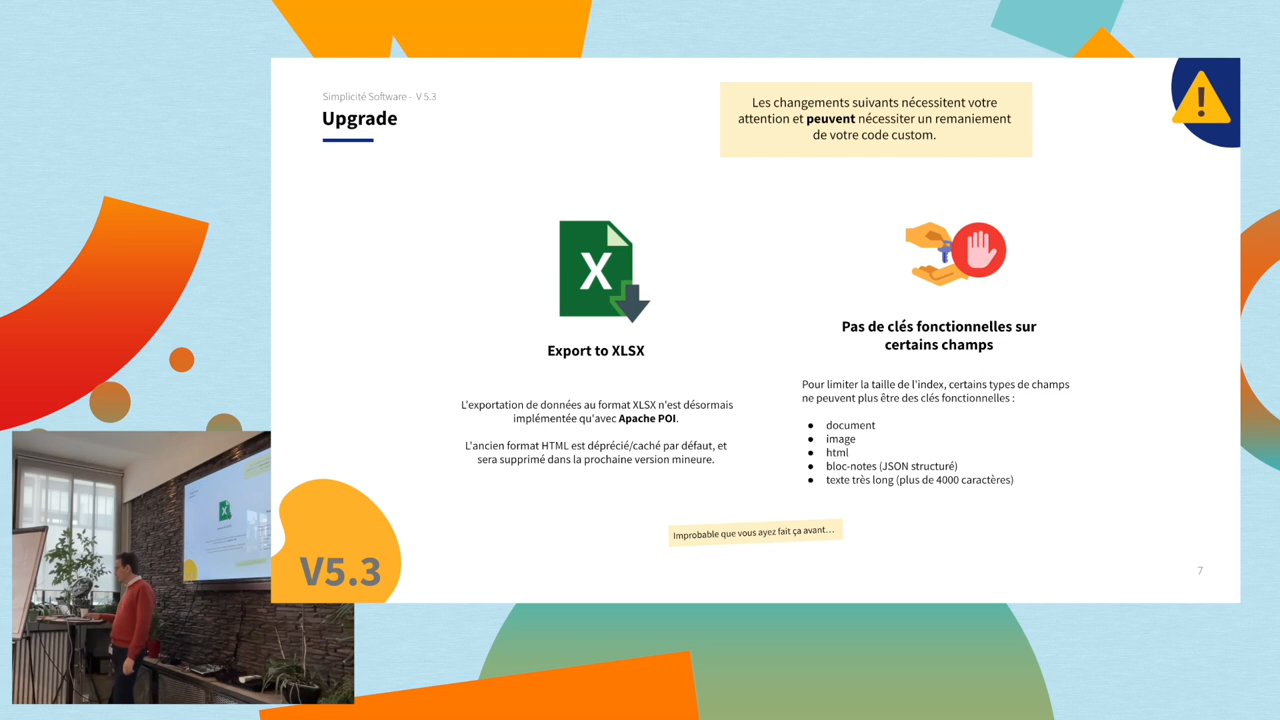 Simplicité Software - V 5.3
Upgrade
Les changements suivants nécessitent votre
attention et peuvent nécessiter un remaniement
de votre code custom.
X
Export to XLSX
L'exportation de données au format XLSX n'est désormais
implémentée qu'avec Apache POI.
L'ancien format HTML est déprécié/caché par défaut, et
sera supprimé dans la prochaine version mineure.
Pas de clés fonctionnelles sur
certains champs
Pour limiter la taille de l'index, certains types de champs
ne peuvent plus être des clés fonctionnelles :
● document
● image
● html
● bloc-notes (JSON structuré)
● texte très long (plus de 4000 caractères)
Improbable que vous ayez fait ça avant…
V5.3
7